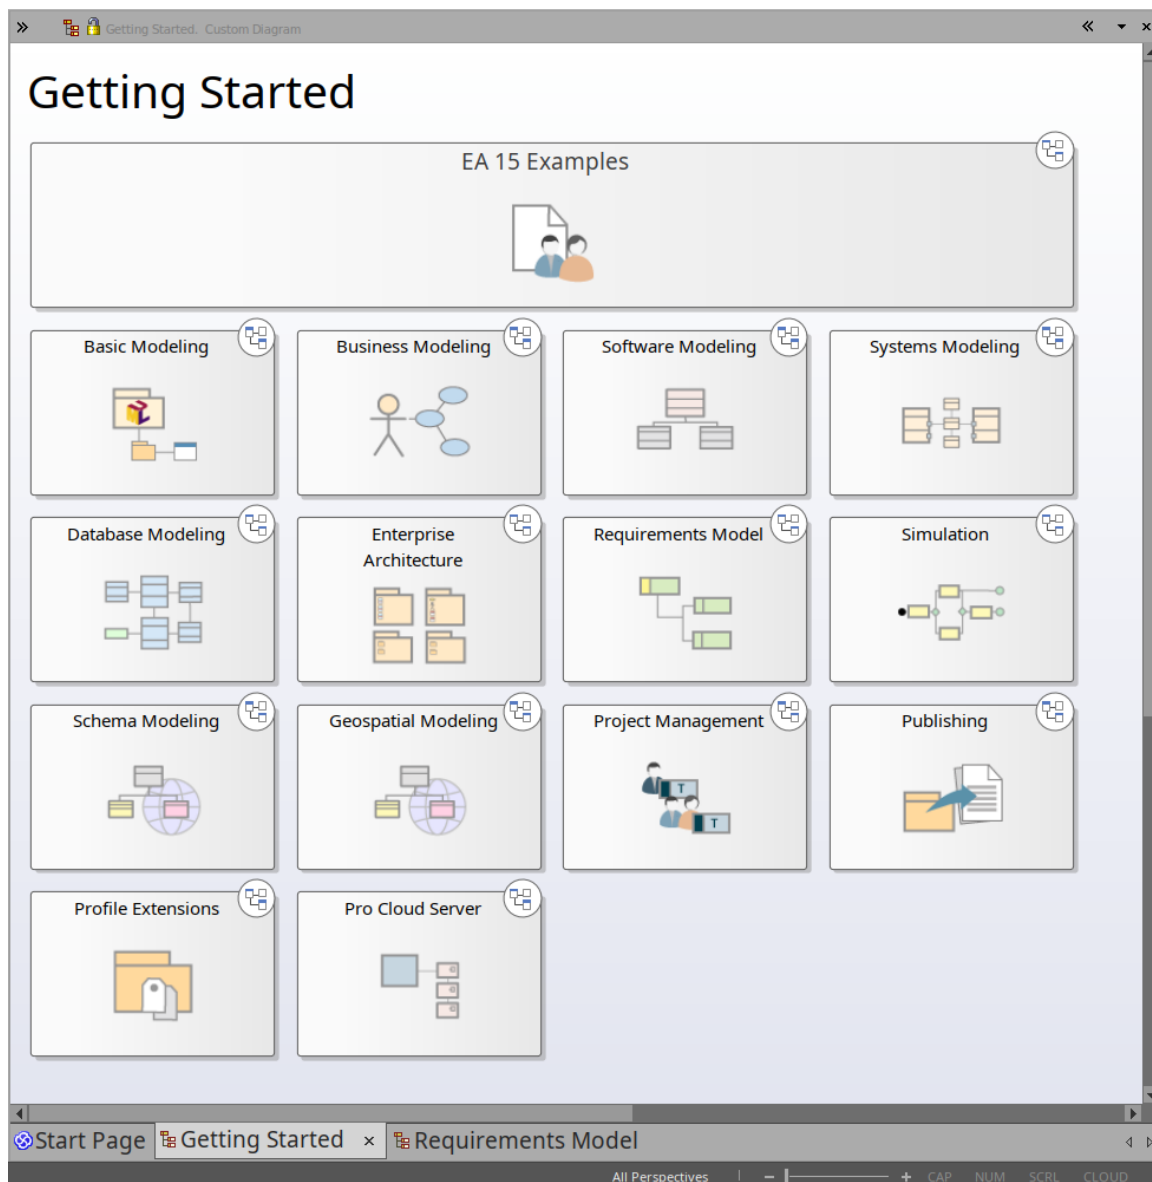 Getting Started. Custom Diagram
Getting Started
EA 15 Examples
Basic Modeling
Business Modeling
Software Modeling
Systems Modeling
Database Modeling
Enterprise
Architecture
Requirements Model
Simulation
Schema Modeling
Geospatial Modeling
Project Management
T
T
Publishing
Profile Extensions
Pro Cloud Server
Start Page
Getting Started
Requirements Model
All Perspectives
CAP
NUM
SCRL
CLOUD